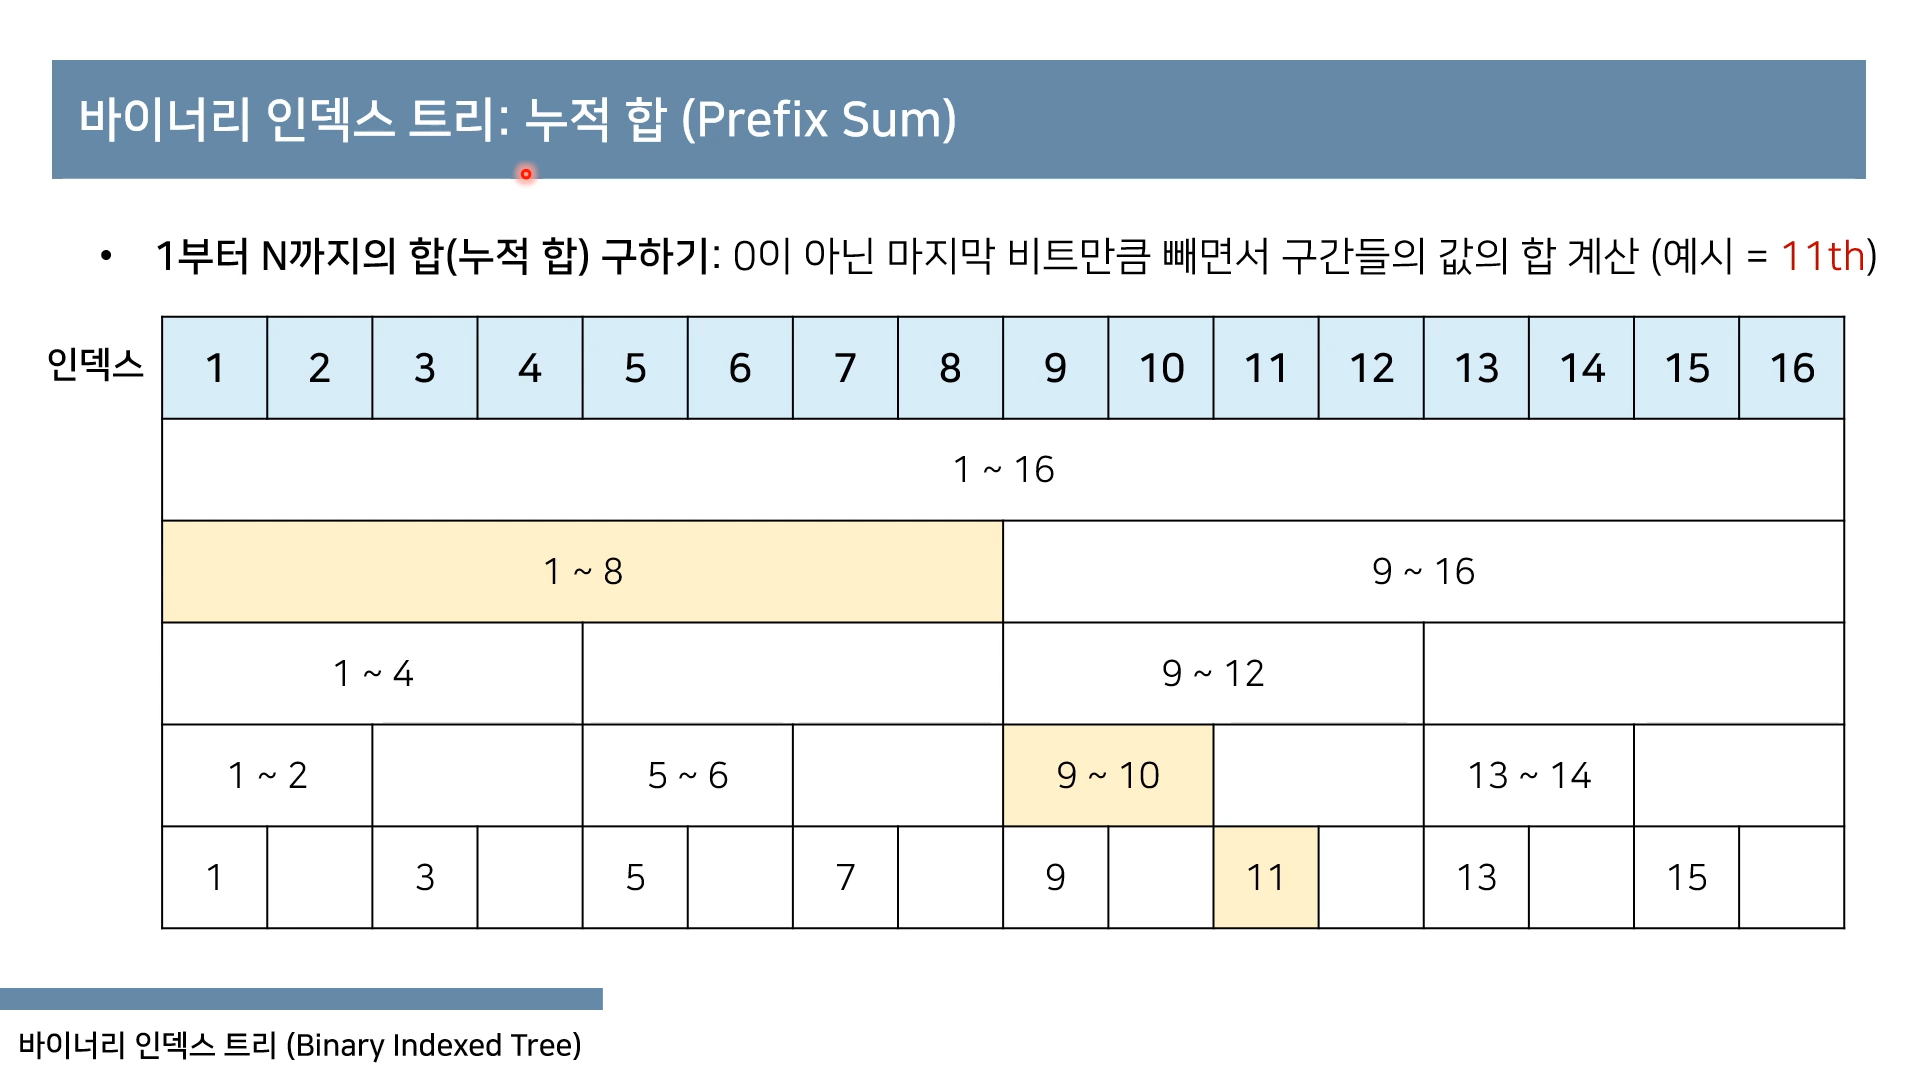 바이너리 인덱스 트리: 누적 합 (Prefix Sum)
• 1부터 N까지의 합(누적 합) 구하기: 0이 아닌 마지막 비트만큼 빼면서 구간들의 값의 합 계산 (예시 = 11th)
인덱스 1 2 3 4 5 6 7 8 9 10 11 12 13 14 15 16
1 ~ 16
1 ~ 8 9 ~ 16
1 ~ 4 9 ~ 12
1 ~ 2 5 ~ 6 9 ~ 10 13 ~ 14
1 3 5 7 9 11 13 15
바이너리 인덱스 트리 (Binary Indexed Tree)